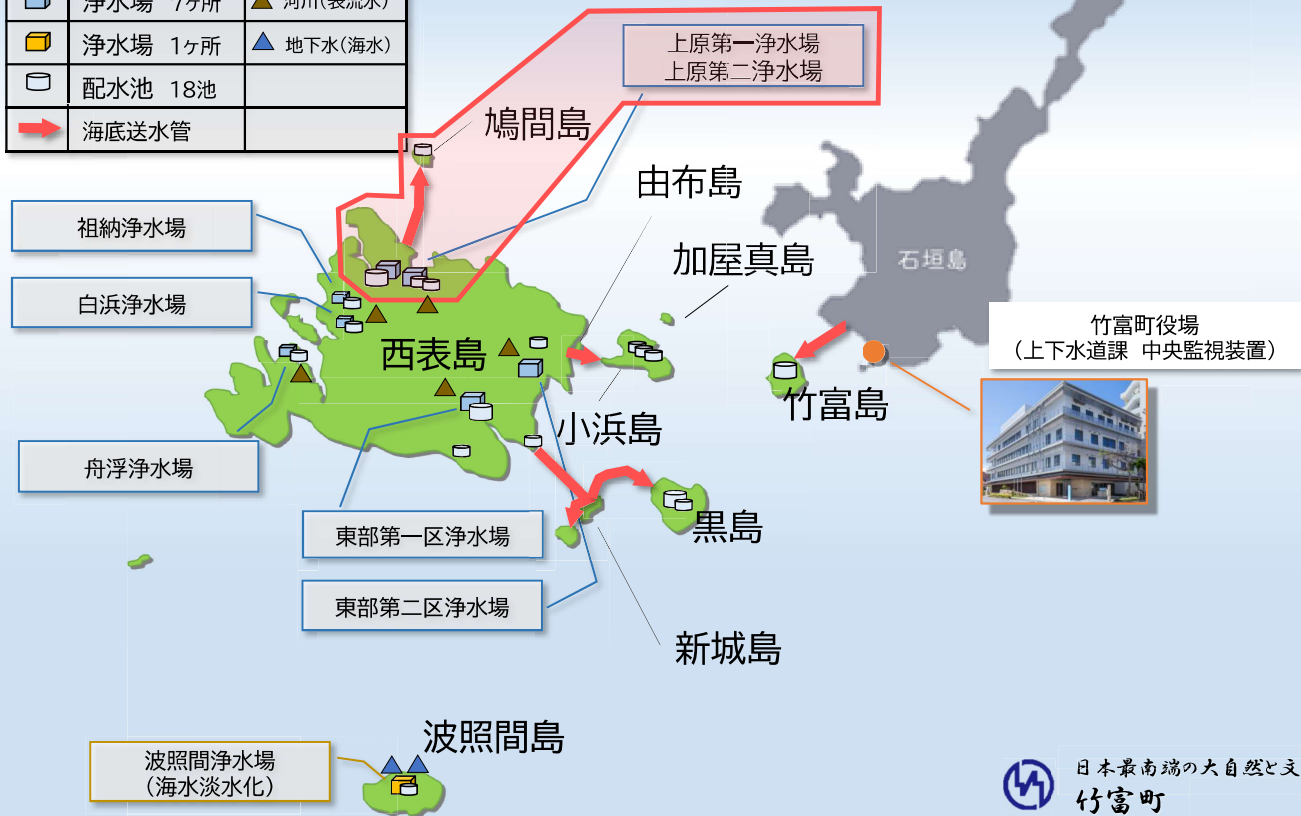 浄水場 7ヶ所
河川(表流水)
浄水場 1ヶ所
地下水(海水)
配水池 18池
海底送水管
上原第一浄水場
上原第二浄水場
鳩間島
由布島
加屋真島
石垣島
祖納浄水場
白浜浄水場
西表島
竹富町役場
（上下水道課 中央監視装置）
竹富島
小浜島
舟浮浄水場
黒島
東部第一区浄水場
東部第二区浄水場
新城島
波照間島
波照間浄水場
（海水淡水化）
日本最南端の大自然と文
竹富町